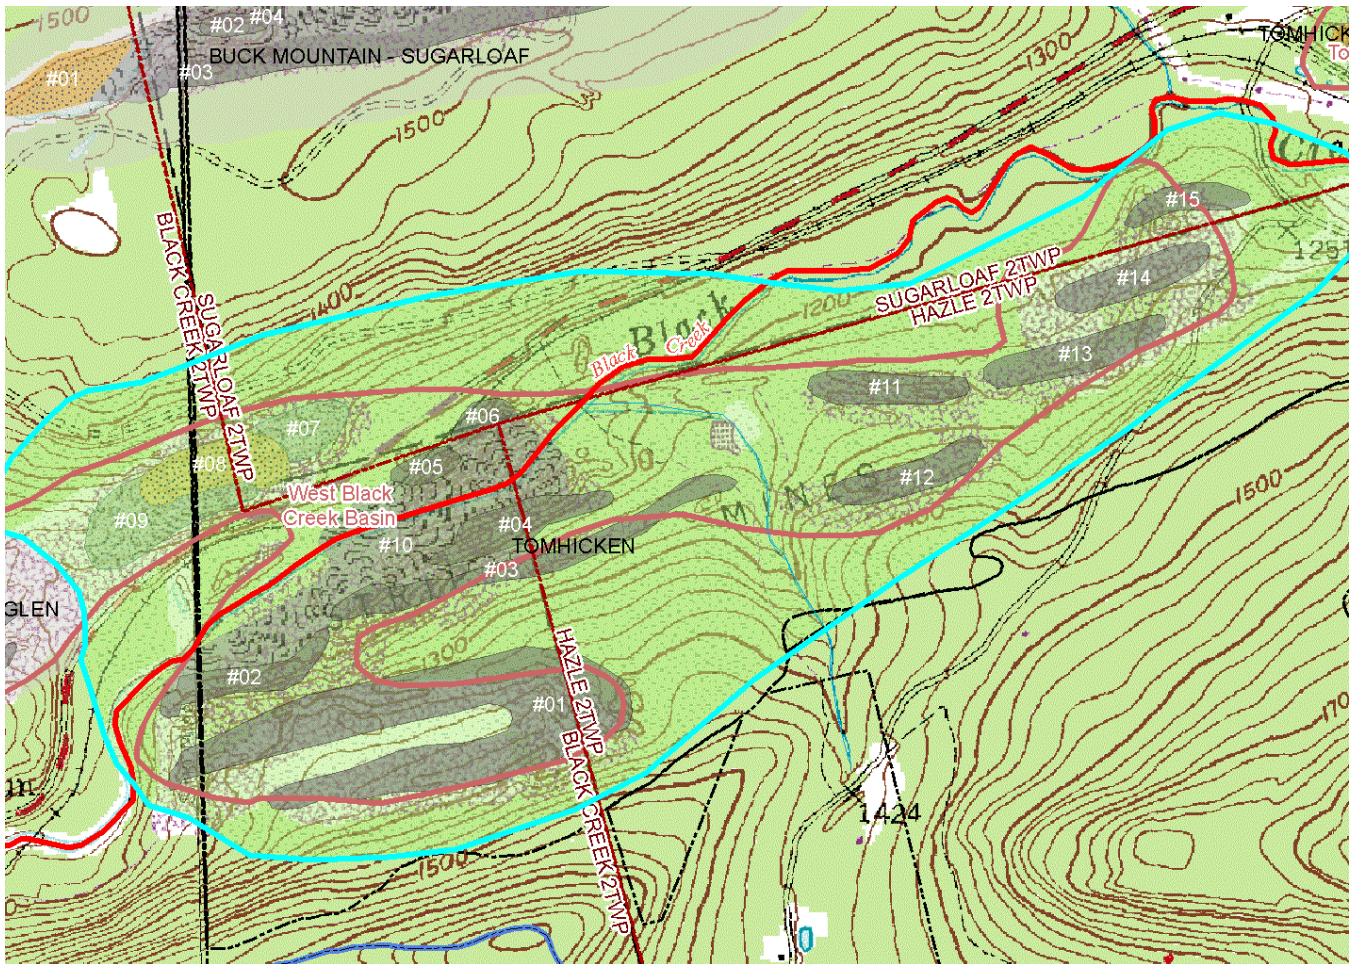 1500
#02
#04
1300
TOMHICK
To
#01
#03
BUCK MOUNTAIN - SUGARLOAF
1500
Cre
#15
BLACK CREEK 2TWP
SUGARLOAF 2TWP
1400
1251
#14
SUGARLOAF 2TWP
HAZLE 2TWP
1200
Black
Black Creek
#13
#11
#06
#07
#08
#05
#12
West Black
Creek Basin
1500
#09
#04
#10
TOMHICKEN
#03
GLEN
1300
#02
HAZLE 2TWP
BLACK CREEK 2TWP
#01
1424
1500